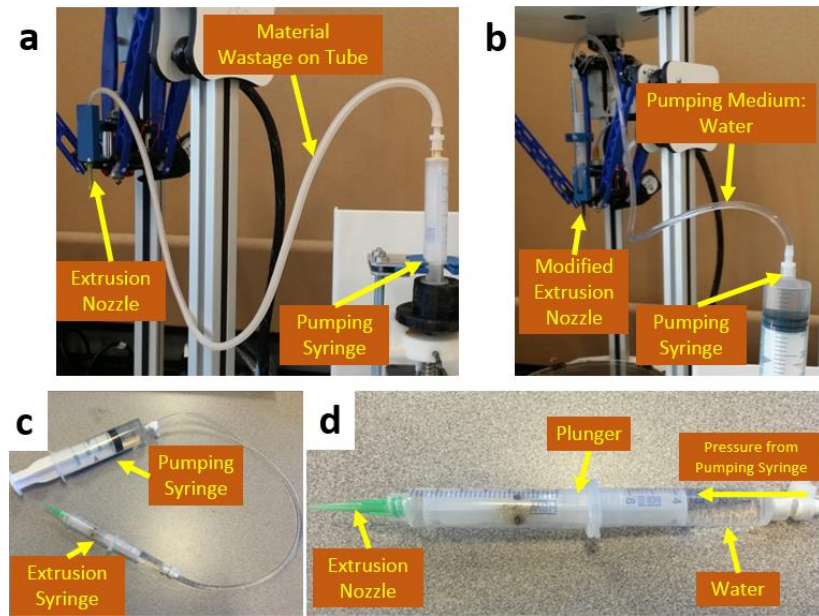 a
Material
Wastage on Tube
Extrusion
Nozzle
Pumping
Syringe
b
Pumping Medium:
Water
Modified
Extrusion
Nozzle
Pumping
Syringe
c
Pumping
Syringe
Extrusion
Syringe
d
Plunger
Pressure from
Pumping Syringe
Extrusion
Nozzle
Water